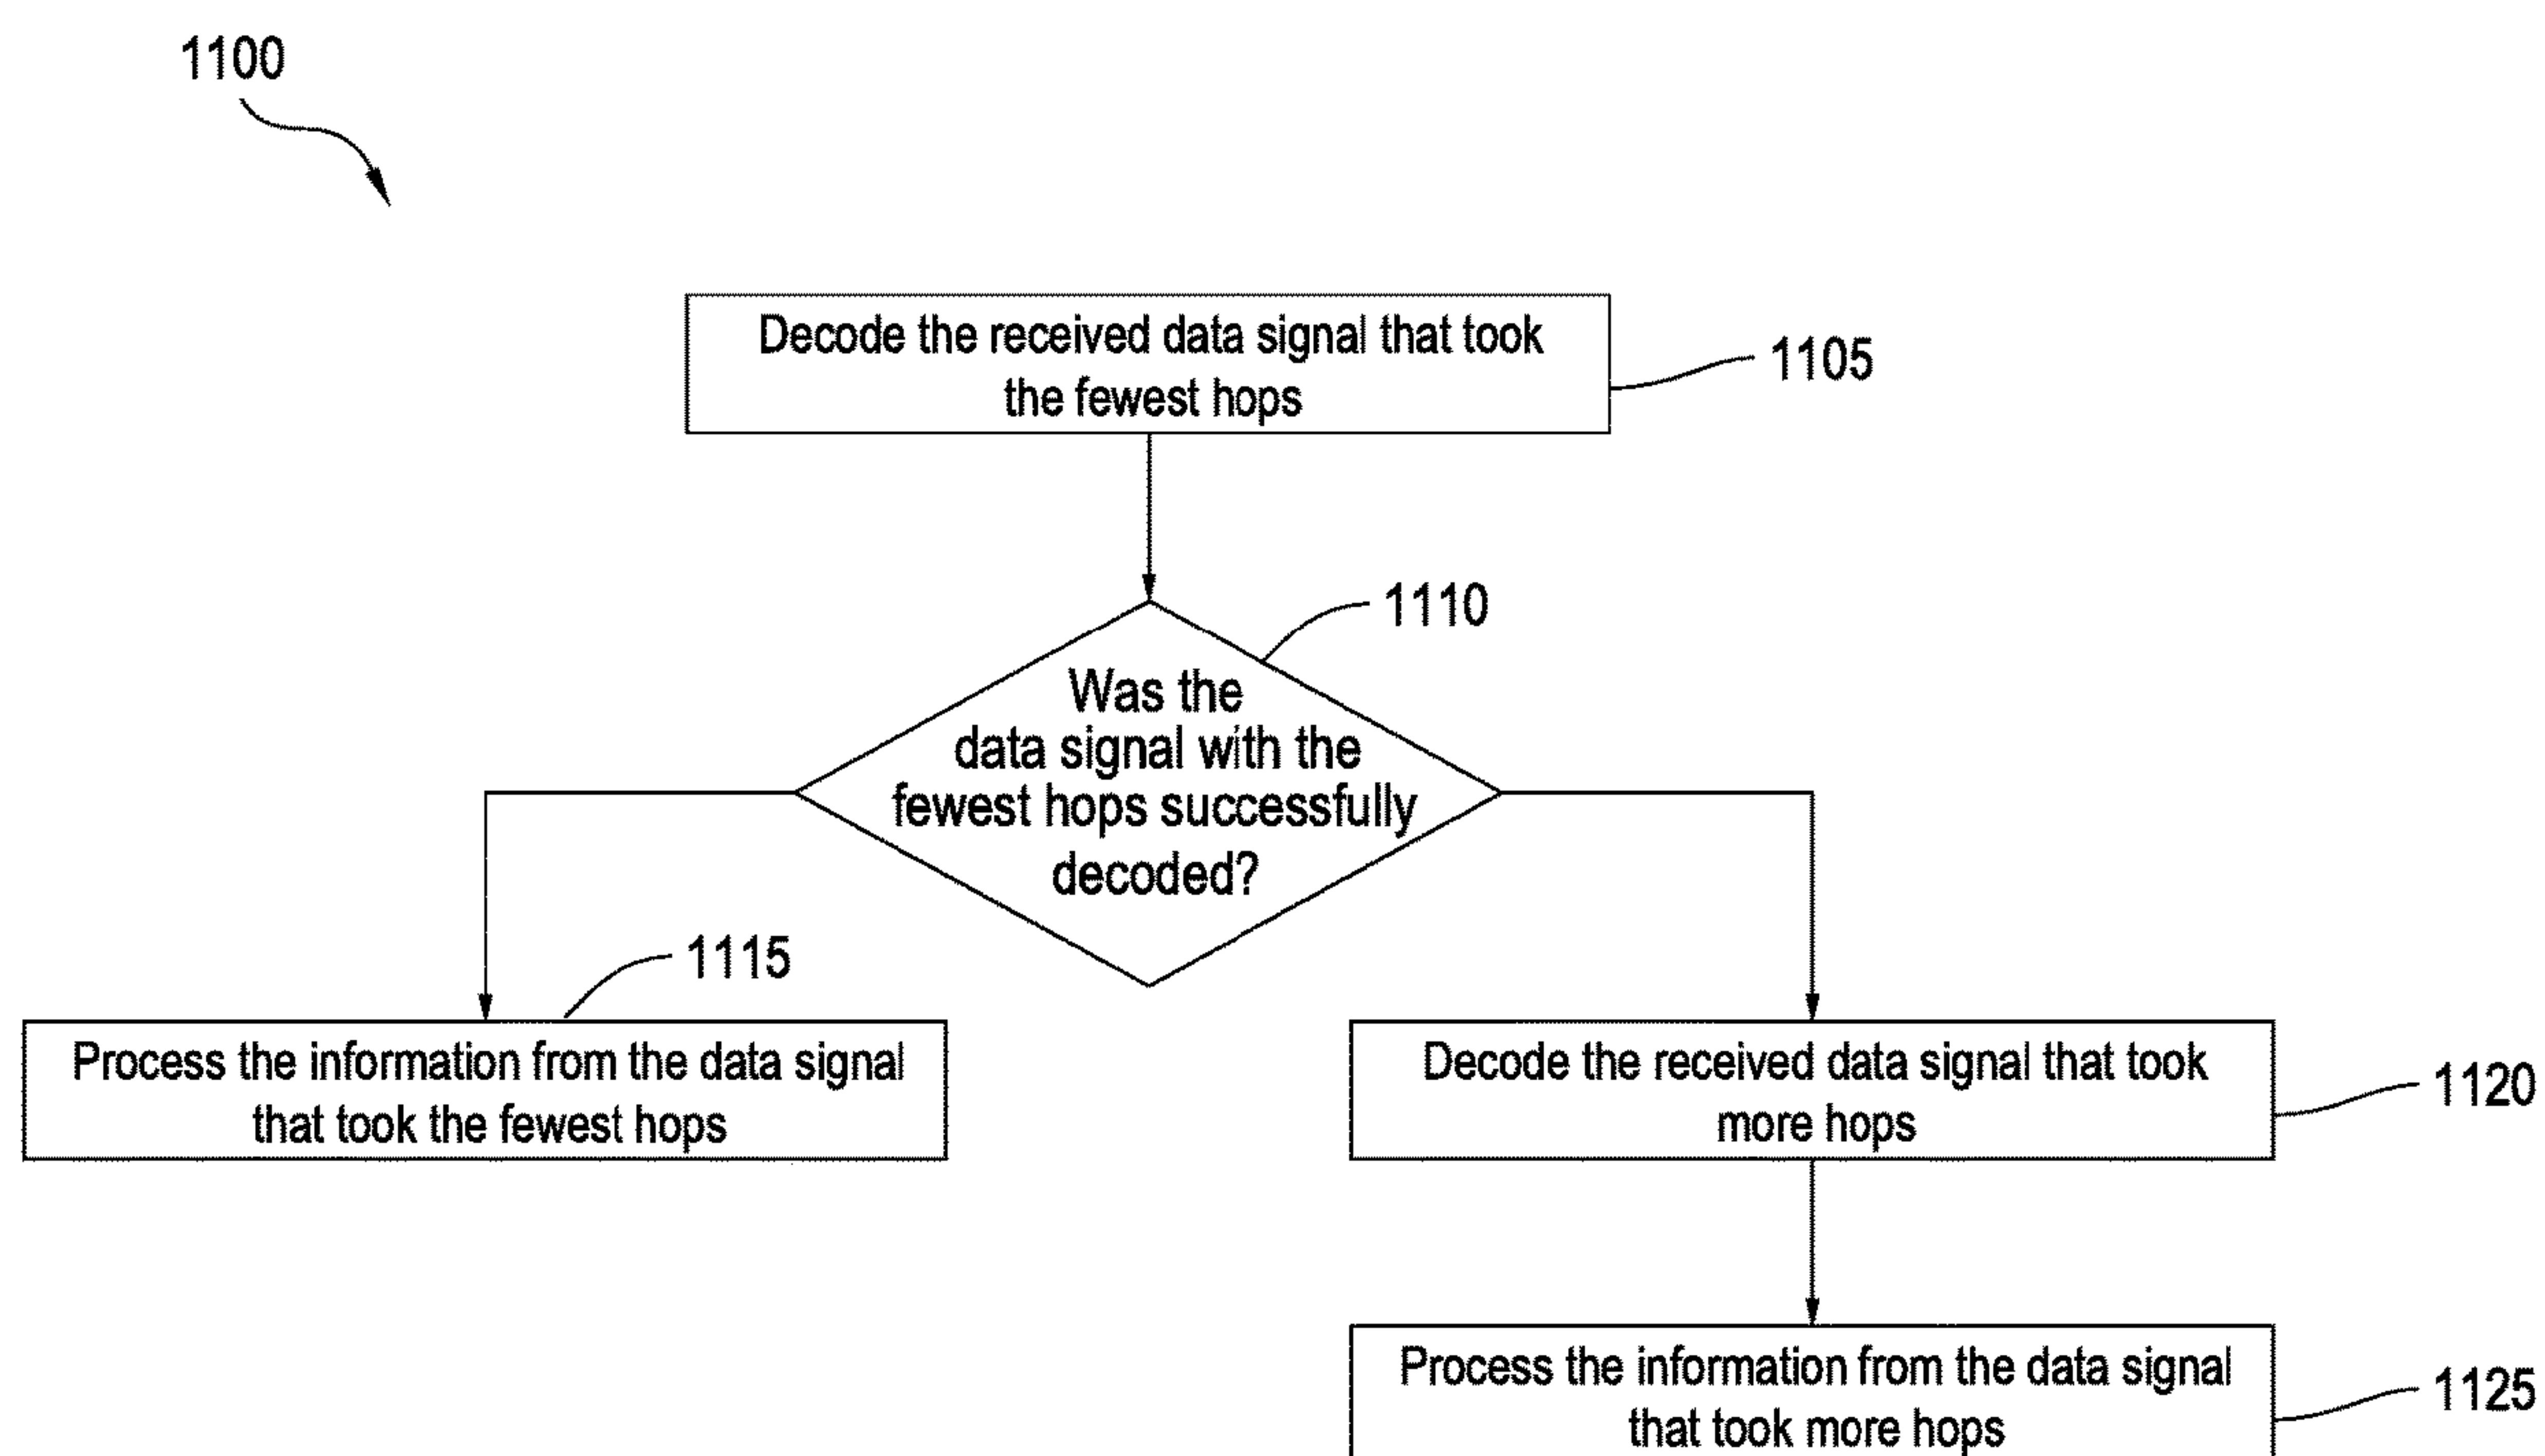 1100
Decode the received data signal that took
the fewest hops
1105
1110
Was the
data signal with the
fewest hops successfully
decoded?
1115
Process the information from the data signal
that took the fewest hops
Decode the received data signal that took
more hops
1120
Process the information from the data signal
that took more hops
1125